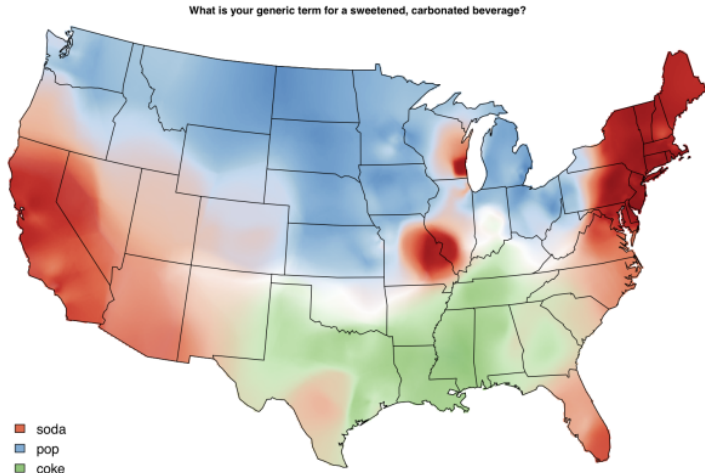 What is your generic term for a sweetened, carbonated beverage?
soda
pop
coke